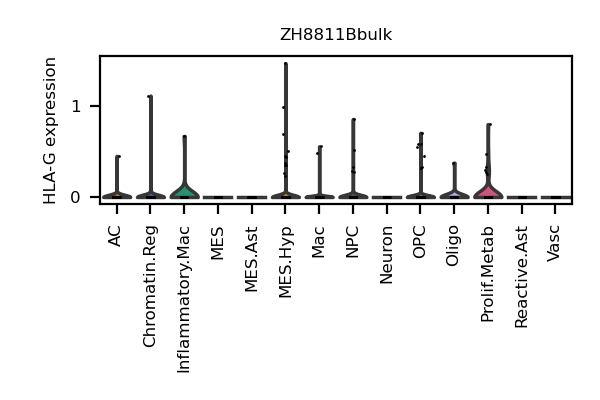 ZH8811Bbulk
HLA-G expression
1
0
AC
Chromatin.Reg
Inflammatory.Mac
MES
MES.Ast
MES.Hyp
Mac
NPC
Neuron
OPC
Oligo
Prolif.Metab
Reactive.Ast
Vasc